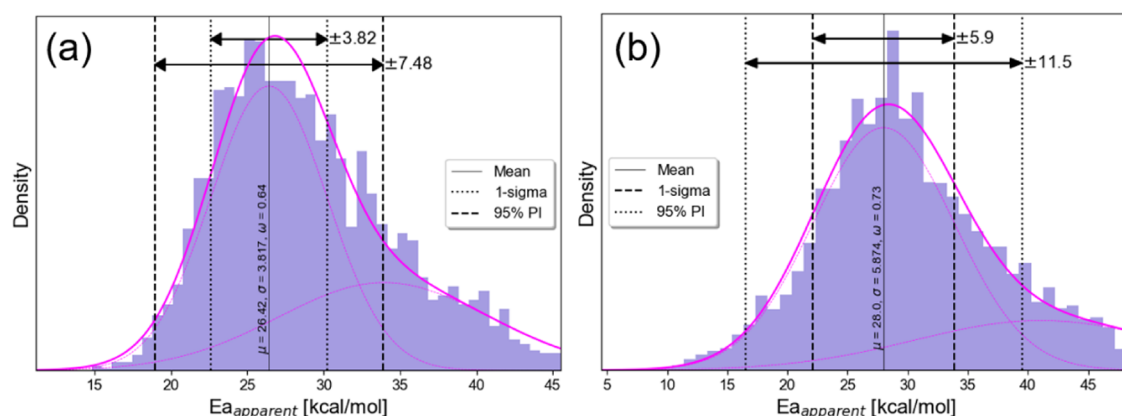 (a)
±3.82
±7.48
Density
μ = 26.42, σ = 3.817, ω = 0.64
Mean
1-sigma
95% PI
15 20 25 30 35 40 45
Ea_apparent [kcal/mol]
(b)
±5.9
±11.5
Density
μ = 28.0, σ = 5.874, ω = 0.73
Mean
1-sigma
95% PI
5 10 15 20 25 30 35 40 45
Ea_apparent [kcal/mol]